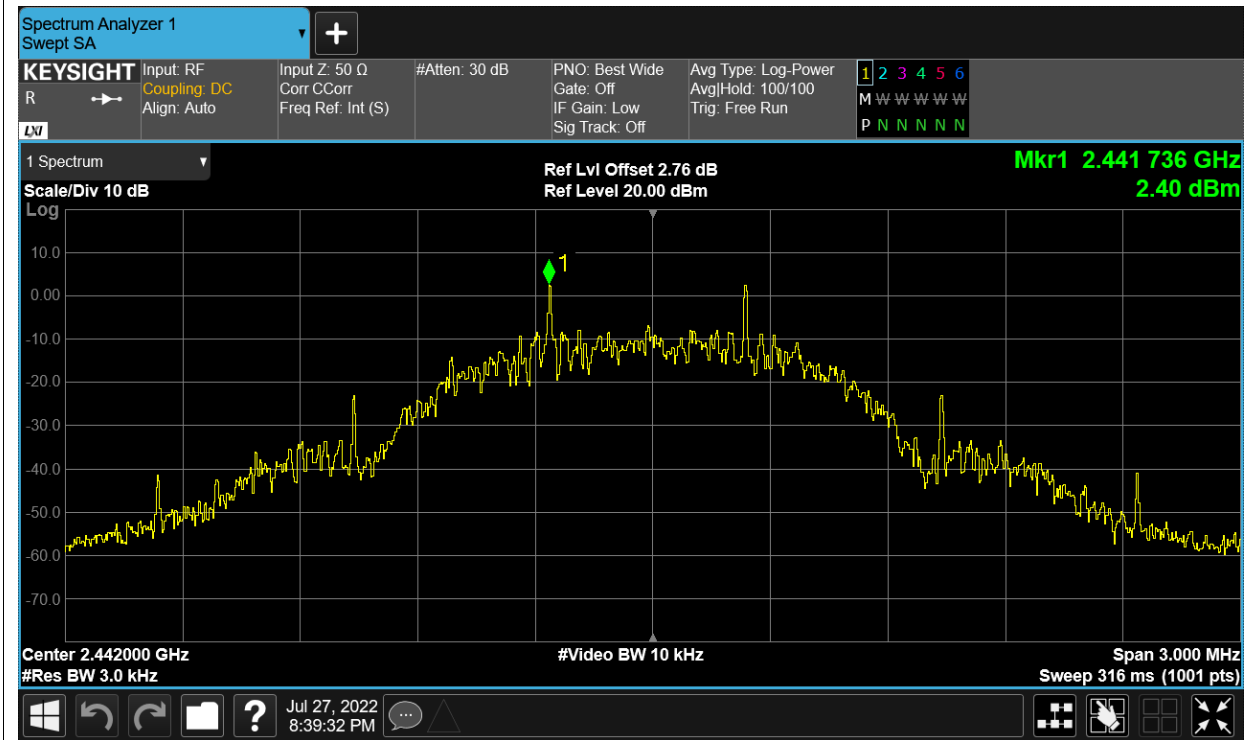 Spectrum Analyzer 1
Swept SA
+
KEYSIGHT
R
LXI
Input: RF
Coupling: DC
Align: Auto
Input Z: 50 Ω
Corr CCorr
Freq Ref: Int (S)
#Atten: 30 dB
PNO: Best Wide
Gate: Off
IF Gain: Low
Sig Track: Off
Avg Type: Log-Power
Avg|Hold: 100/100
Trig: Free Run
1 2 3 4 5 6
M W W W W W
P N N N N N N
1 Spectrum
Scale/Div 10 dB
Log
Ref Lvl Offset 2.76 dB
Ref Level 20.00 dBm
Mkr1 2.441 736 GHz
2.40 dBm
1
10.0
0.00
-10.0
-20.0
-30.0
-40.0
-50.0
-60.0
-70.0
Center 2.442000 GHz
#Res BW 3.0 kHz
#Video BW 10 kHz
Span 3.000 MHz
Sweep 316 ms (1001 pts)
?
Jul 27, 2022
8:39:32 PM